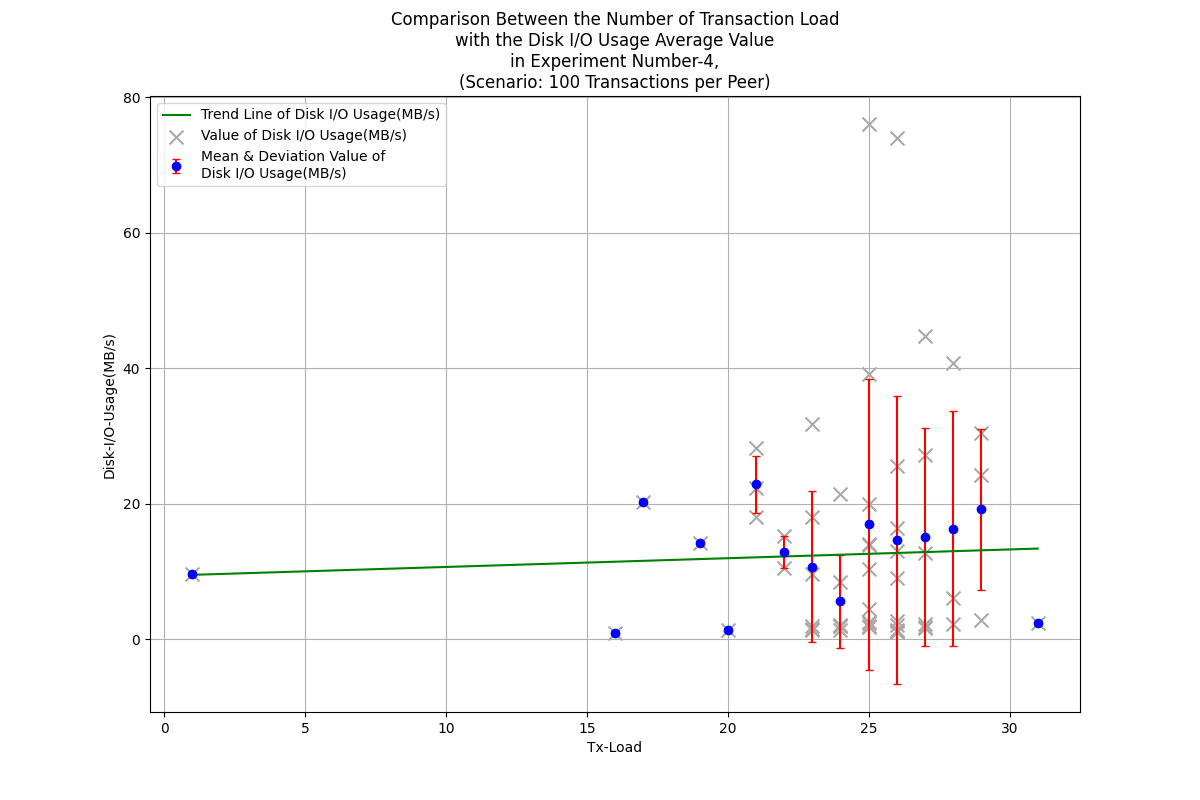 Comparison Between the Number of Transaction Load
with the Disk I/O Usage Average Value
in Experiment Number-4,
(Scenario: 100 Transactions per Peer)
Trend Line of Disk I/O Usage(MB/s)
Value of Disk I/O Usage(MB/s)
Mean & Deviation Value of
Disk I/O Usage(MB/s)
80
60
40
20
0
Disk-I/O-Usage(MB/s)
0 5 10 15 20 25 30
Tx-Load